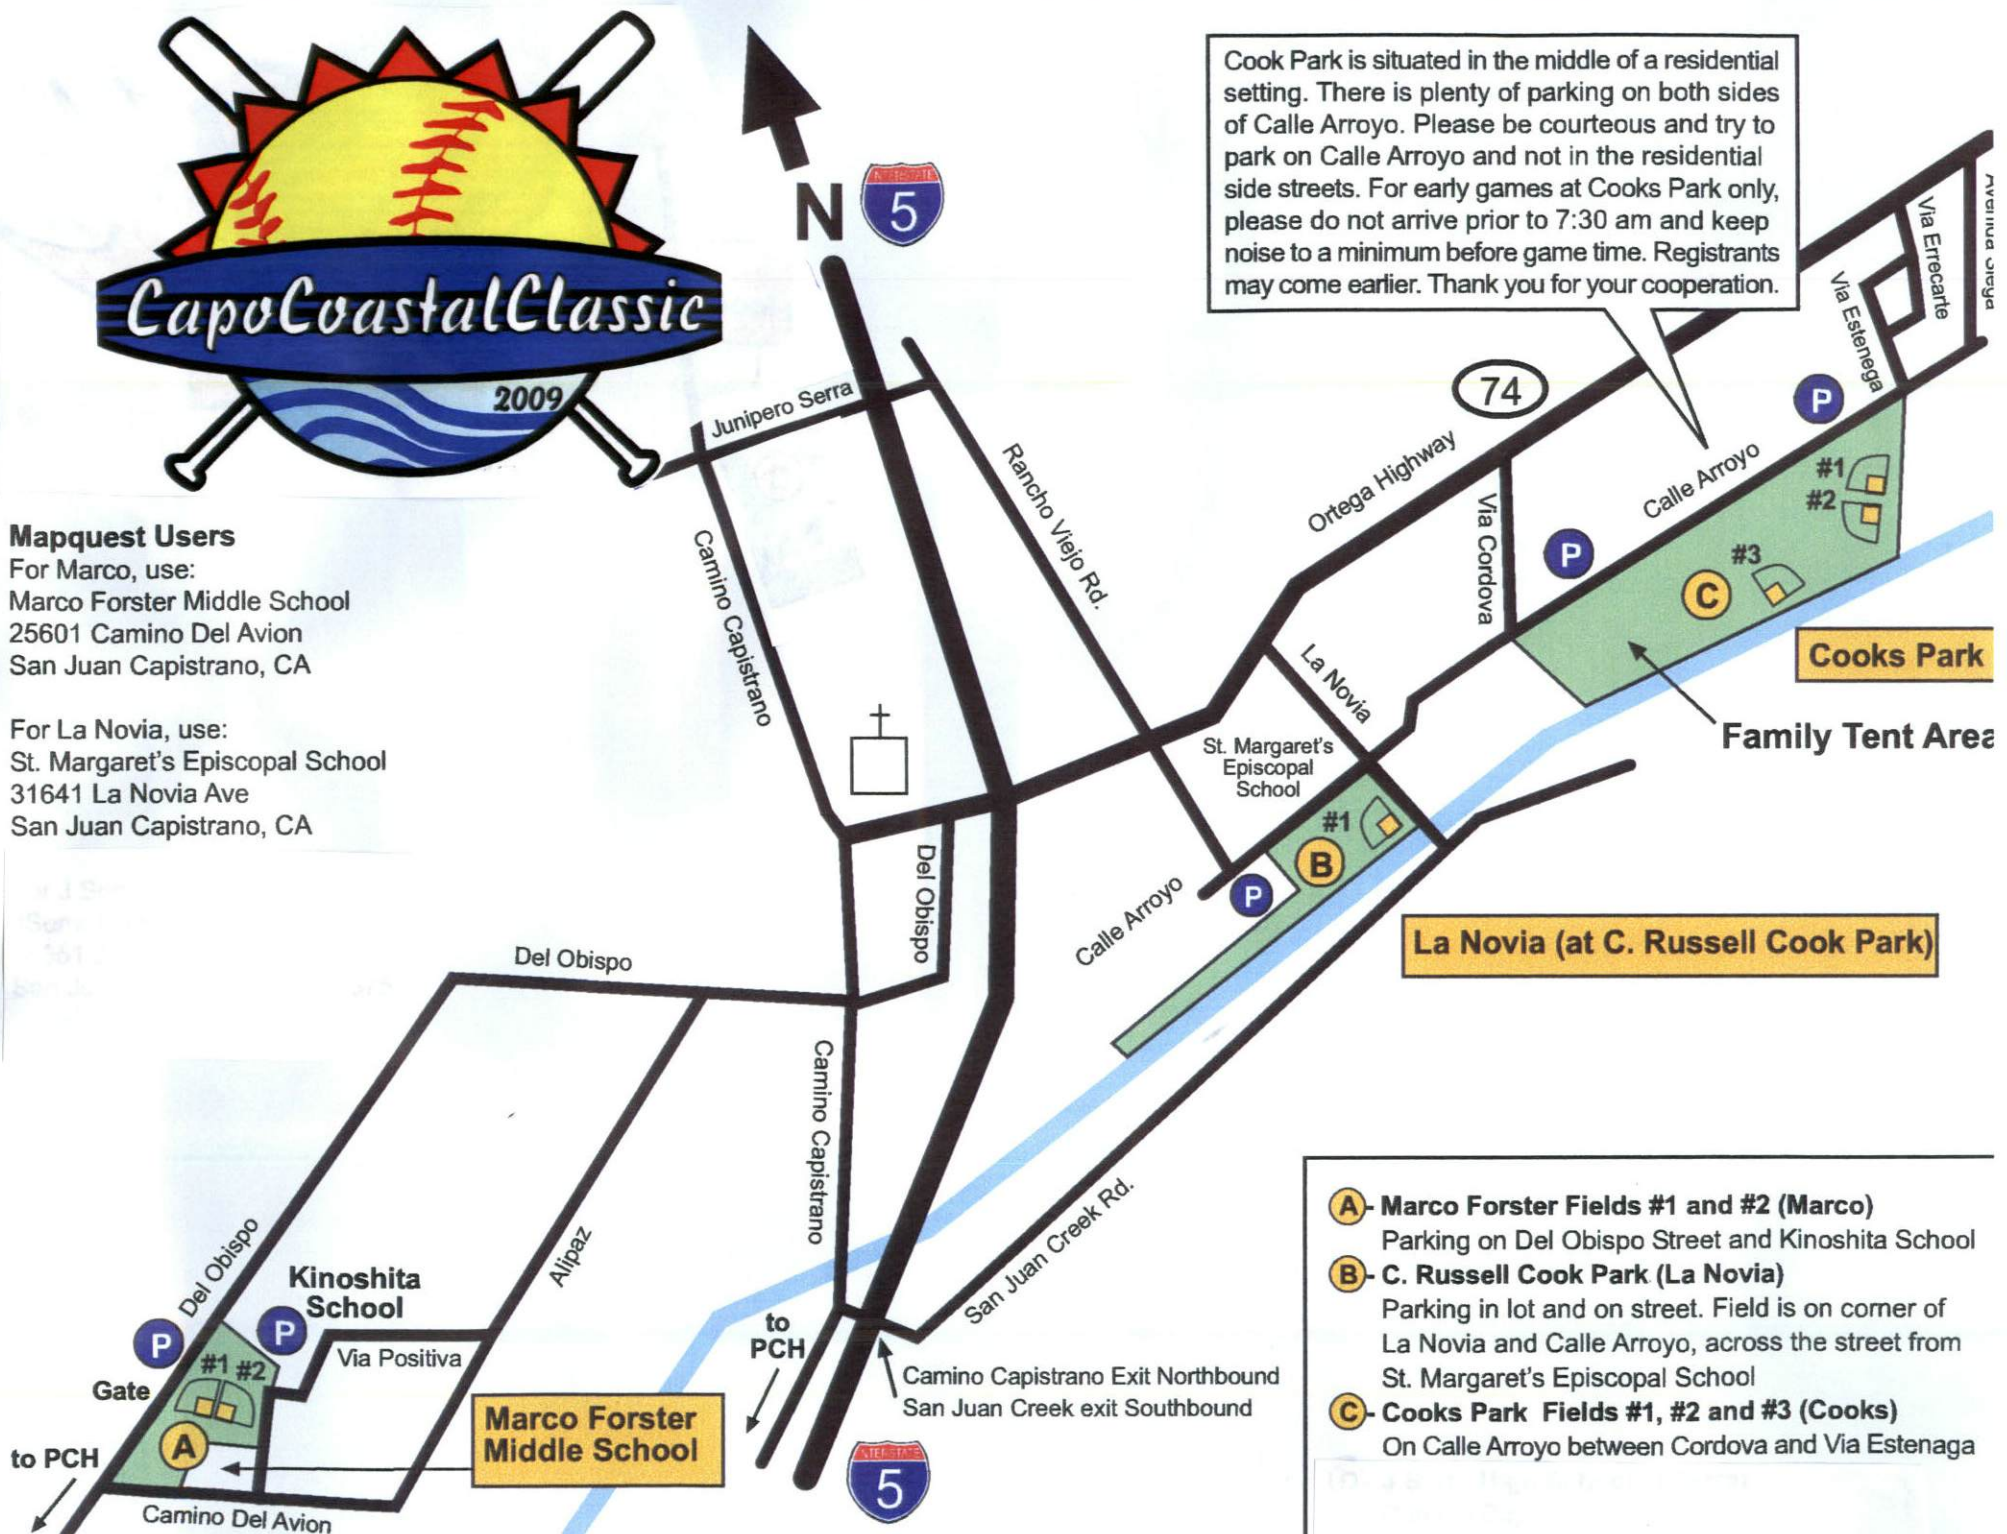 CapoCoastalClassic
2009
N
INTERSTATE
5
Cook Park is situated in the middle of a residential
setting. There is plenty of parking on both sides
of Calle Arroyo. Please be courteous and try to
park on Calle Arroyo and not in the residential
side streets. For early games at Cooks Park only,
please do not arrive prior to 7:30 am and keep
noise to a minimum before game time. Registrants
may come earlier. Thank you for your cooperation.
Mapquest Users
For Marco, use:
Marco Forster Middle School
25601 Camino Del Avion
San Juan Capistrano, CA
For La Novia, use:
St. Margaret's Episcopal School
31641 La Novia Ave
San Juan Capistrano, CA
Junipero Serra
Camino Capistrano
Rancho Viejo Rd.
74
Ortega Highway
Via Cordova
Calle Arroyo
Via Estenega
Via Errecarte
Avenida
P
#1
#2
P
#3
C
Cooks Park
Family Tent Area
La Novia
St. Margaret's
Episcopal
School
#1
B
P
Calle Arroyo
La Novia (at C. Russell Cook Park)
Del Obispo
Del Obispo
Camino Capistrano
San Juan Creek Rd.
Alipaz
Del Obispo
Kinoshita
School
P
P
#1 #2
Via Positiva
Gate
A
to PCH
Camino Del Avion
Marco Forster
Middle School
to
PCH
Camino Capistrano Exit Northbound
San Juan Creek exit Southbound
INTERSTATE
5
A - Marco Forster Fields #1 and #2 (Marco)
Parking on Del Obispo Street and Kinoshita School
B - C. Russell Cook Park (La Novia)
Parking in lot and on street. Field is on corner of
La Novia and Calle Arroyo, across the street from
St. Margaret's Episcopal School
C - Cooks Park Fields #1, #2 and #3 (Cooks)
On Calle Arroyo between Cordova and Via Estenaga